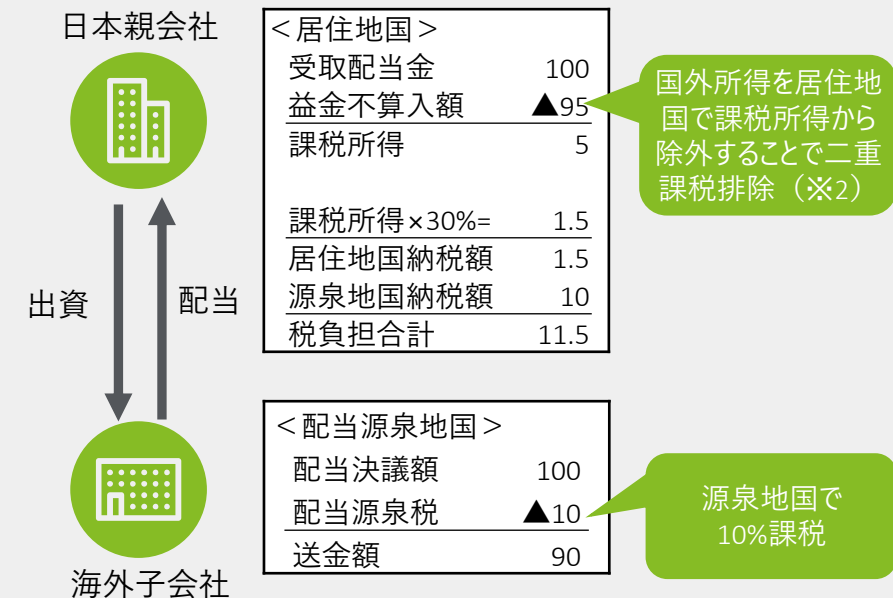 日本親会社
<居住地国>
受取配当金 100
益金不算入額 ▲95
課税所得 5
課税所得×30%= 1.5
居住地国納税額 1.5
源泉地国納税額 10
税負担合計 11.5
国外所得を居住地
国で課税所得から
除外することで二重
課税排除（※2）
出資
配当
<配当源泉地国>
配当決議額 100
配当源泉税 ▲10
送金額 90
源泉地国で
10%課税
海外子会社